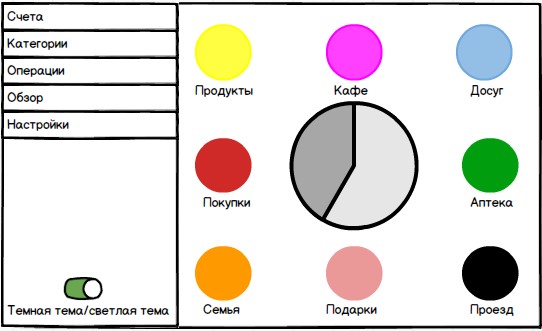 Счета
Категории
Операции
Обзор
Настройки
Темная тема/светлая тема
Продукты
Кафе
Досуг
Покупки
Аптека
Семья
Подарки
Проезд